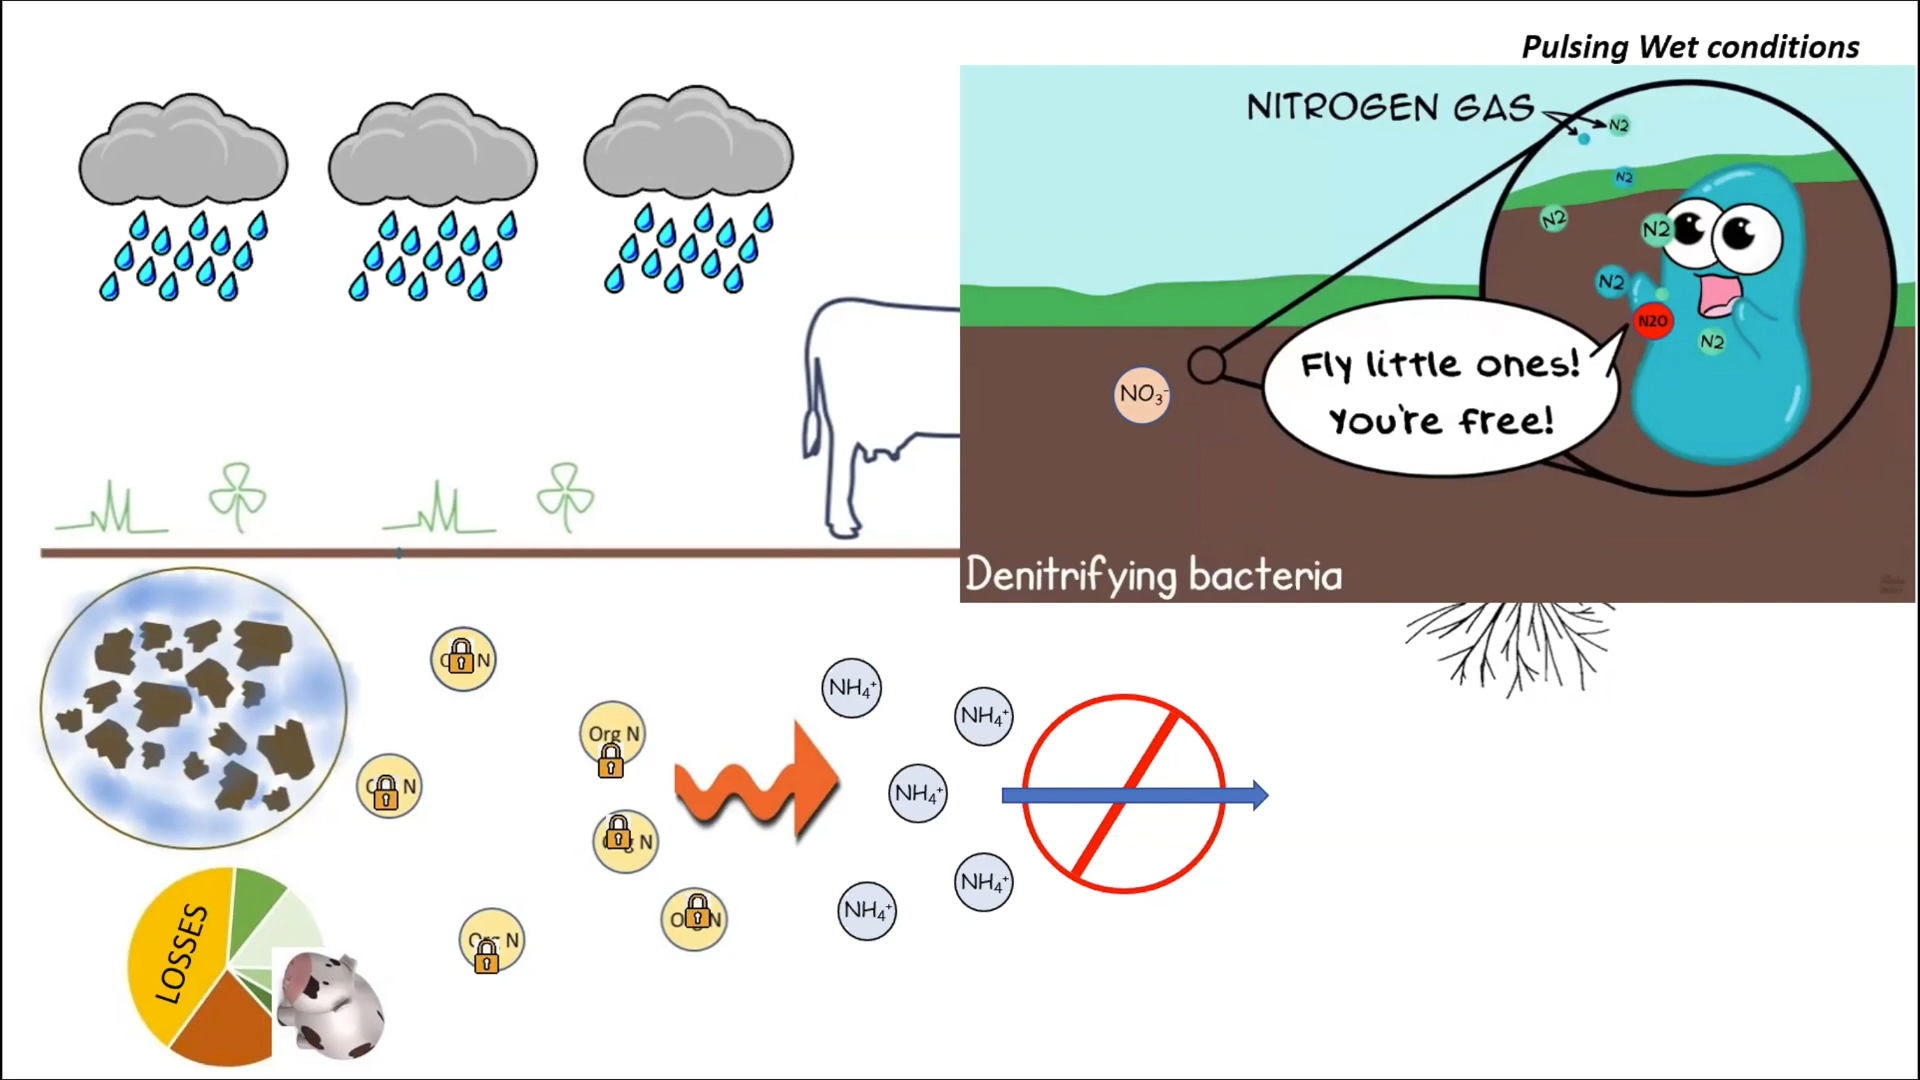 Pulsing Wet conditions
NITROGEN GAS
N2
N2
N2
N2
N2
N2O
N2
Fly little ones!
You're free!
NO₃⁻
Denitrifying bacteria
N
Org N
N
N
N
N
NH₄⁺
NH₄⁺
NH₄⁺
NH₄⁺
NH₄⁺
LOSSES